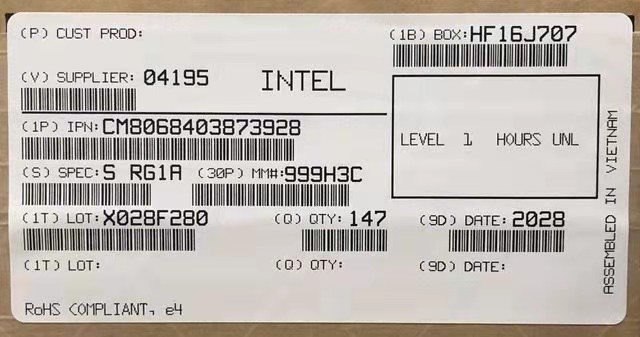 (P) CUST PROD:
(1B) BOX: HF16J707
(V) SUPPLIER: 04195
INTEL
(1P) IPN: CM8068403873928
LEVEL 1 HOURS UNL
(S) SPEC: S RG1A
(30P) MM#: 999H3C
(1T) LOT: X028F280
(Q) QTY: 147
(9D) DATE: 2028
(1T) LOT:
(Q) QTY:
(9D) DATE:
RoHS COMPLIANT, e4
ASSEMBLED IN VIETNAM